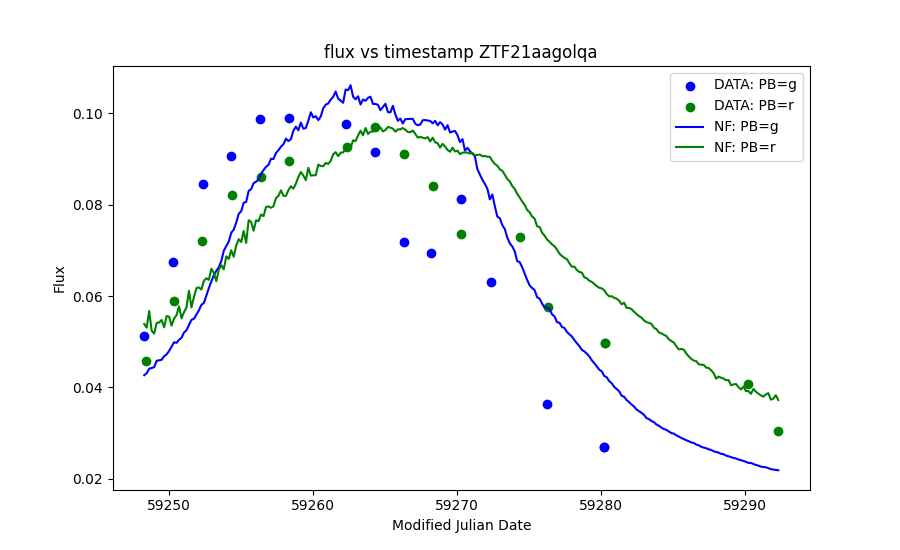 flux vs timestamp ZTF21aagolqa
DATA: PB=g
DATA: PB=r
NF: PB=g
NF: PB=r
Flux
0.10
0.08
0.06
0.04
0.02
59250
59260
59270
59280
59290
Modified Julian Date